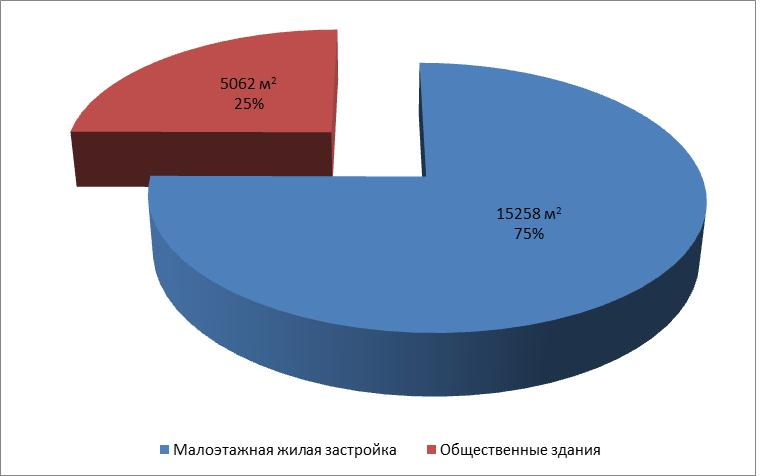 5062 м²
25%
15258 м²
75%
Малоэтажная жилая застройка
Общественные здания